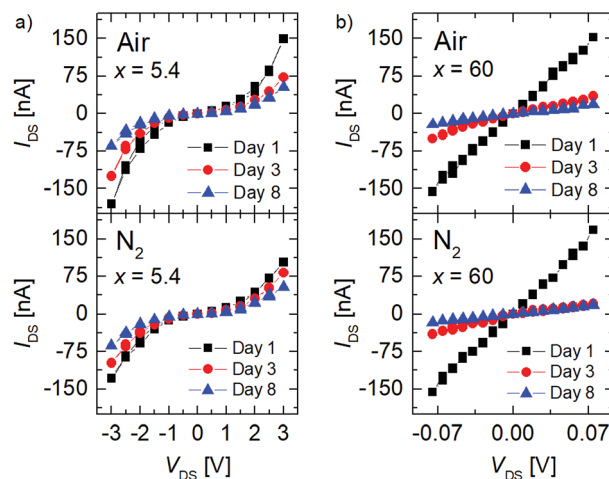 a)
Air
x = 5.4
150
75
0
-75
-150
I_DS [nA]
Day 1
Day 3
Day 8
N₂
x = 5.4
150
75
0
-75
-150
I_DS [nA]
Day 1
Day 3
Day 8
-3 -2 -1 0 1 2 3
V_DS [V]
b)
Air
x = 60
150
75
0
-75
-150
I_DS [nA]
Day 1
Day 3
Day 8
N₂
x = 60
150
75
0
-75
-150
I_DS [nA]
Day 1
Day 3
Day 8
-0.07 0.00 0.07
V_DS [V]